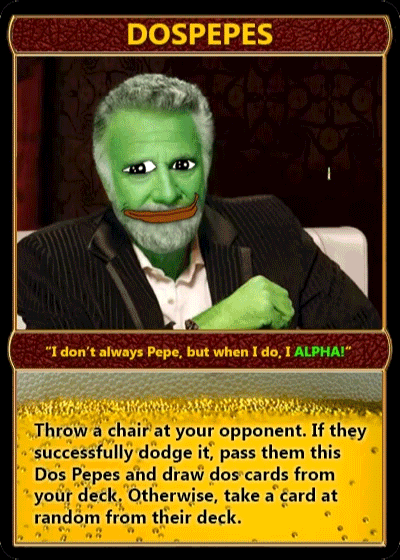 DOSPEPES
“I don’t always Pepe, but when I do, I ALPHA!”
Throw a chair at your opponent. If they
successfully dodge it, pass them this
Dos Pepes and draw dos cards from
your deck. Otherwise, take a card at
random from their deck.